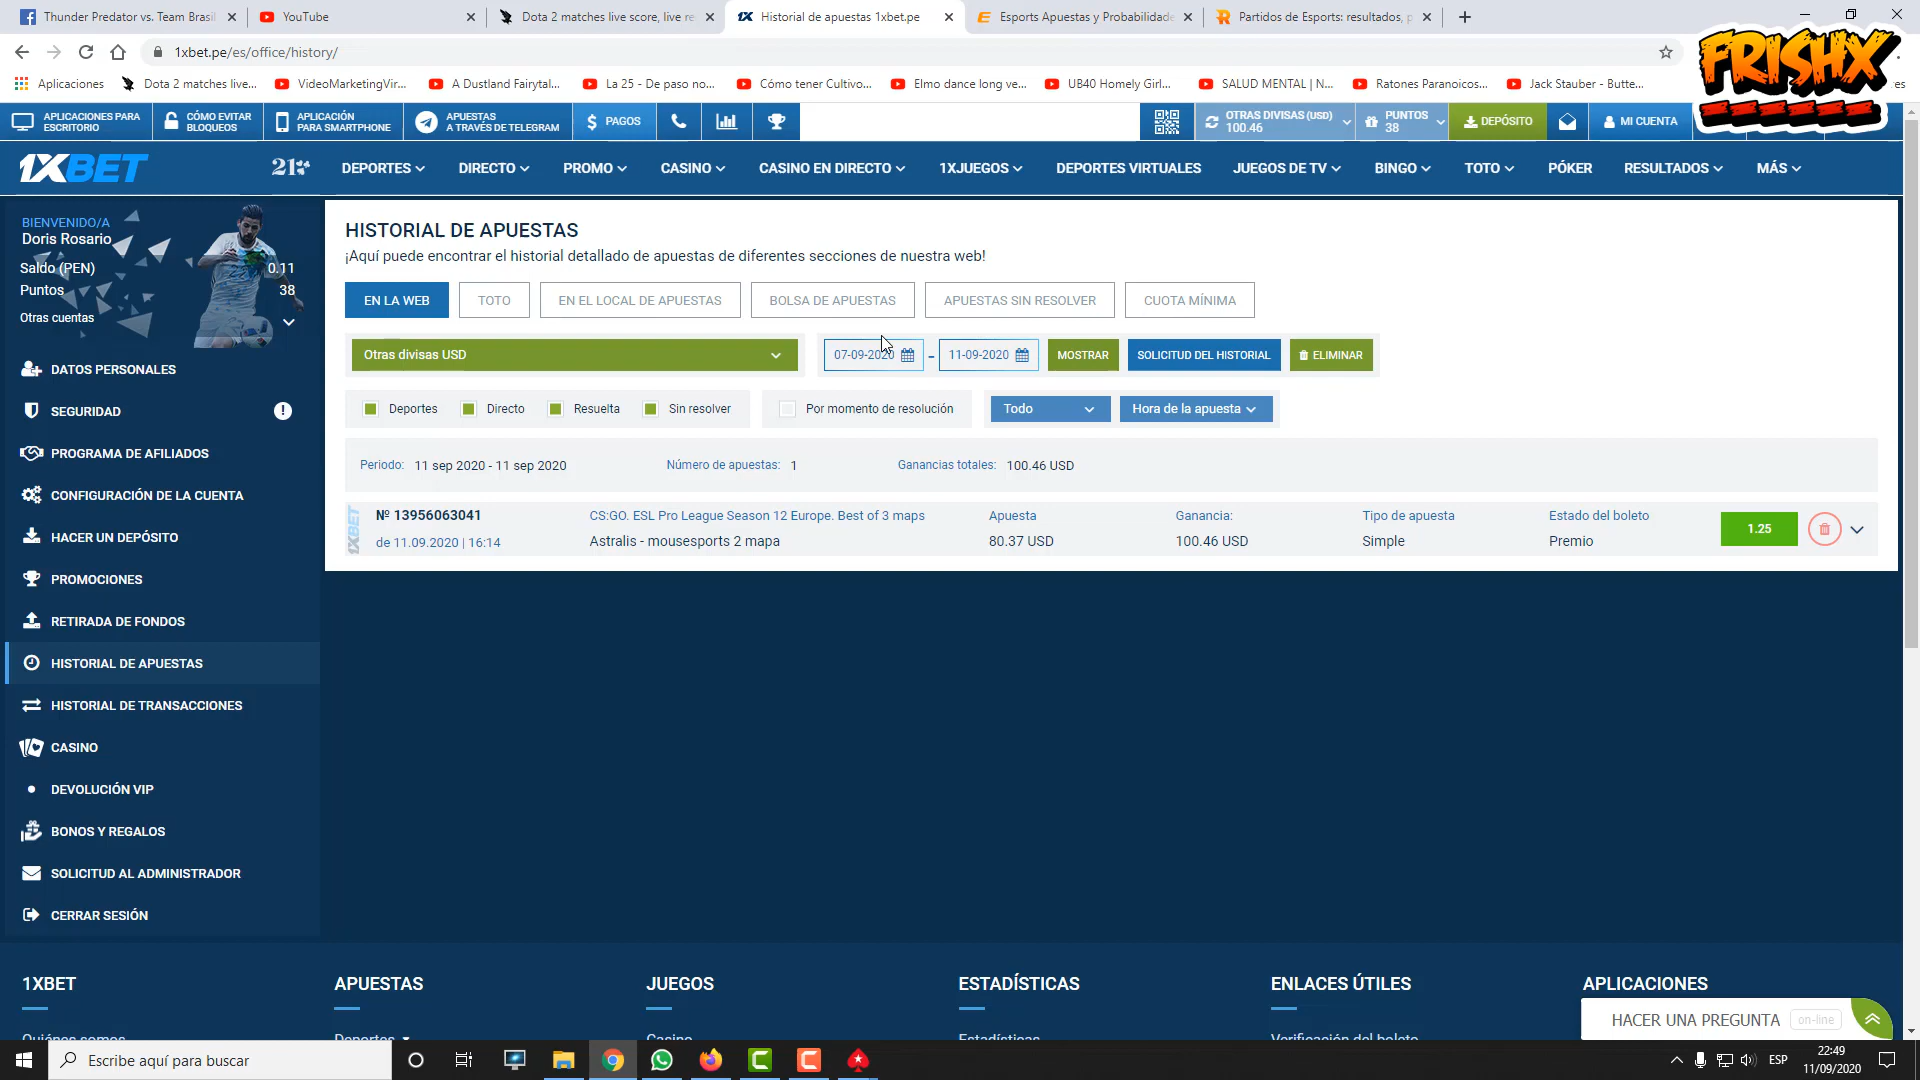 Thunder Predator vs. Team Brasil
YouTube
Dota 2 matches live score, live re
Historial de apuestas 1xbet.pe
Esports Apuestas y Probabilidade
Partidos de Esports: resultados, p
1xbet.pe/es/office/history/
FRISHX
Aplicaciones
Dota 2 matches live...
VideoMarketingVir...
A Dustland Fairytal...
La 25 - De paso no...
Cómo tener Cultivo...
Elmo dance long ve...
UB40 Homely Girl...
SALUD MENTAL | N...
Ratones Paranoicos...
Jack Stauber - Butte...
APLICACIONES PARA
ESCRITORIO
CÓMO EVITAR
BLOQUEOS
APLICACIÓN
PARA SMARTPHONE
APUESTAS
A TRAVÉS DE TELEGRAM
$ PAGOS
OTRAS DIVISAS (USD)
100.46
PUNTOS
38
DEPÓSITO
MI CUENTA
1XBET
21
DEPORTES
DIRECTO
PROMO
CASINO
CASINO EN DIRECTO
1XJUEGOS
DEPORTES VIRTUALES
JUEGOS DE TV
BINGO
TOTO
PÓKER
RESULTADOS
MÁS
BIENVENIDO/A
Doris Rosario
Saldo (PEN) 0.11
Puntos 38
Otras cuentas
DATOS PERSONALES
SEGURIDAD
PROGRAMA DE AFILIADOS
CONFIGURACIÓN DE LA CUENTA
HACER UN DEPÓSITO
PROMOCIONES
RETIRADA DE FONDOS
HISTORIAL DE APUESTAS
HISTORIAL DE TRANSACCIONES
CASINO
DEVOLUCIÓN VIP
BONOS Y REGALOS
SOLICITUD AL ADMINISTRADOR
CERRAR SESIÓN
HISTORIAL DE APUESTAS
¡Aquí puede encontrar el historial detallado de apuestas de diferentes secciones de nuestra web!
EN LA WEB
TOTO
EN EL LOCAL DE APUESTAS
BOLSA DE APUESTAS
APUESTAS SIN RESOLVER
CUOTA MÍNIMA
Otras divisas USD
07-09-2020 - 11-09-2020
MOSTRAR
SOLICITUD DEL HISTORIAL
ELIMINAR
Deportes
Directo
Resuelta
Sin resolver
Por momento de resolución
Todo
Hora de la apuesta
Periodo: 11 sep 2020 - 11 sep 2020
Número de apuestas: 1
Ganancias totales: 100.46 USD
1XBET
Nº 13956063041
de 11.09.2020 | 16:14
CS:GO. ESL Pro League Season 12 Europe. Best of 3 maps
Astralis - mousesports 2 mapa
Apuesta
80.37 USD
Ganancia:
100.46 USD
Tipo de apuesta
Simple
Estado del boleto
Premio
1.25
1XBET
APUESTAS
JUEGOS
ESTADÍSTICAS
ENLACES ÚTILES
APLICACIONES
Quiénes somos
Deportes
Casino
Estadísticas
Verificación del boleto
HACER UNA PREGUNTA
on-line
Escribe aquí para buscar
ESP
22:49
11/09/2020